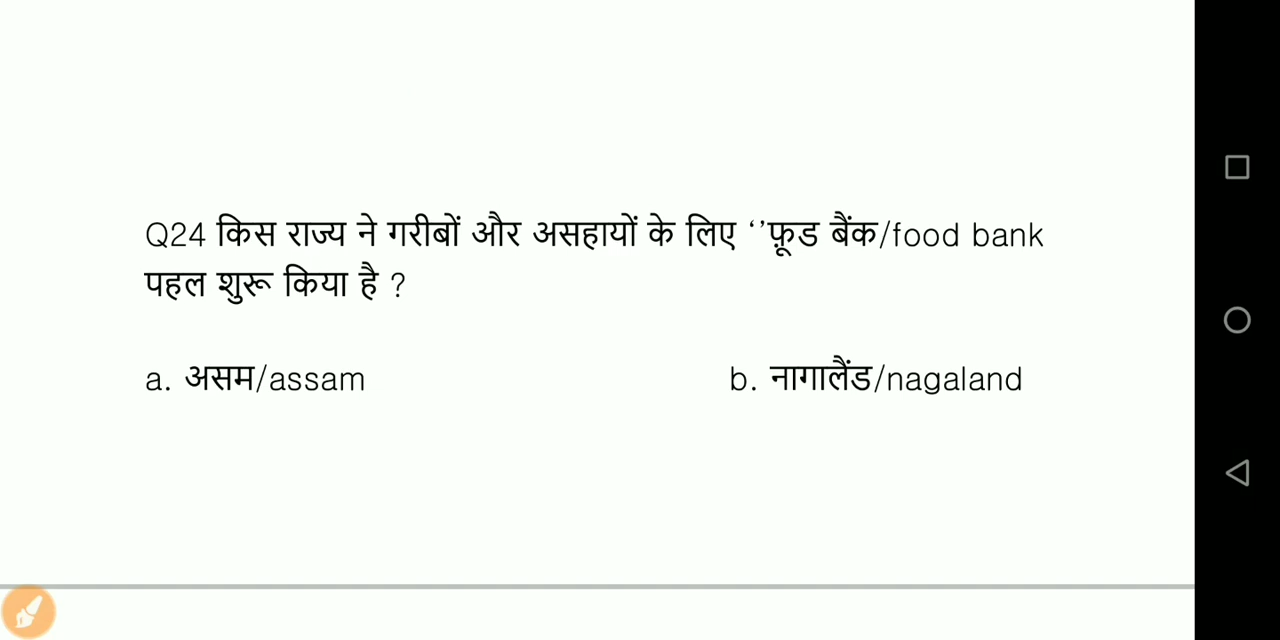 Q24 किस राज्य ने गरीबों और असहायों के लिए ‘’फ़ूड बैंक/food bank
पहल शुरू किया है ?
a. असम/assam b. नागालैंड/nagaland